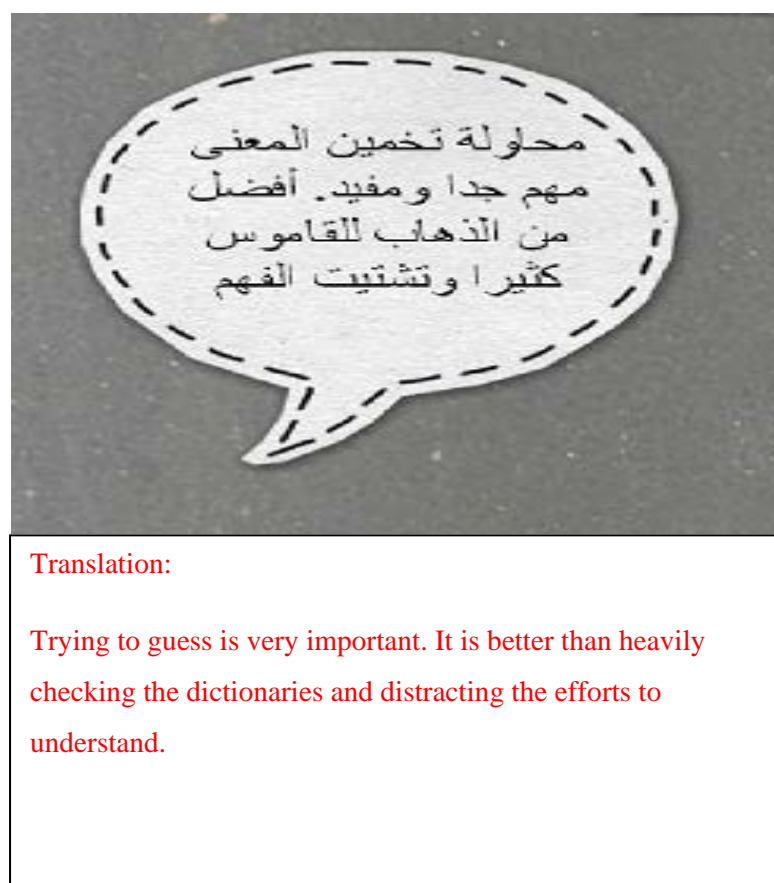 محاولة تخمين المعنى
مهم جدا ومفيد. أفضل
من الذهاب للقاموس
كثيرا وتشتيت الفهم
Translation:
Trying to guess is very important. It is better than heavily
checking the dictionaries and distracting the efforts to
understand.